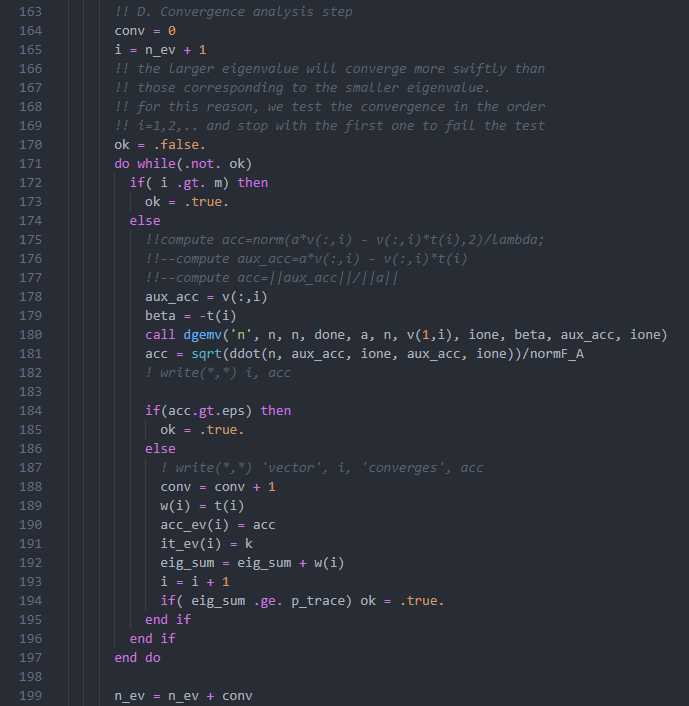 163 !! D. Convergence analysis step
164 conv = 0
165 i = n_ev + 1
166 !! the larger eigenvalue will converge more swiftly than
167 !! those corresponding to the smaller eigenvalue.
168 !! for this reason, we test the convergence in the order
169 !! i=1,2,.. and stop with the first one to fail the test
170 ok = .false.
171 do while(.not. ok)
172 if( i .gt. m) then
173 ok = .true.
174 else
175 !!compute acc=norm(a*v(:,i) - v(:,i)*t(i),2)/lambda;
176 !!--compute aux_acc=a*v(:,i) - v(:,i)*t(i)
177 !!--compute acc=||aux_acc||/||a||
178 aux_acc = v(:,i)
179 beta = -t(i)
180 call dgemv('n', n, n, done, a, n, v(1,i), ione, beta, aux_acc, ione)
181 acc = sqrt(ddot(n, aux_acc, ione, aux_acc, ione))/normF_A
182 ! write(*,*) i, acc
183
184 if(acc.gt.eps) then
185 ok = .true.
186 else
187 ! write(*,*) 'vector', i, 'converges', acc
188 conv = conv + 1
189 w(i) = t(i)
190 acc_ev(i) = acc
191 it_ev(i) = k
192 eig_sum = eig_sum + w(i)
193 i = i + 1
194 if( eig_sum .ge. p_trace) ok = .true.
195 end if
196 end if
197 end do
198
199 n_ev = n_ev + conv